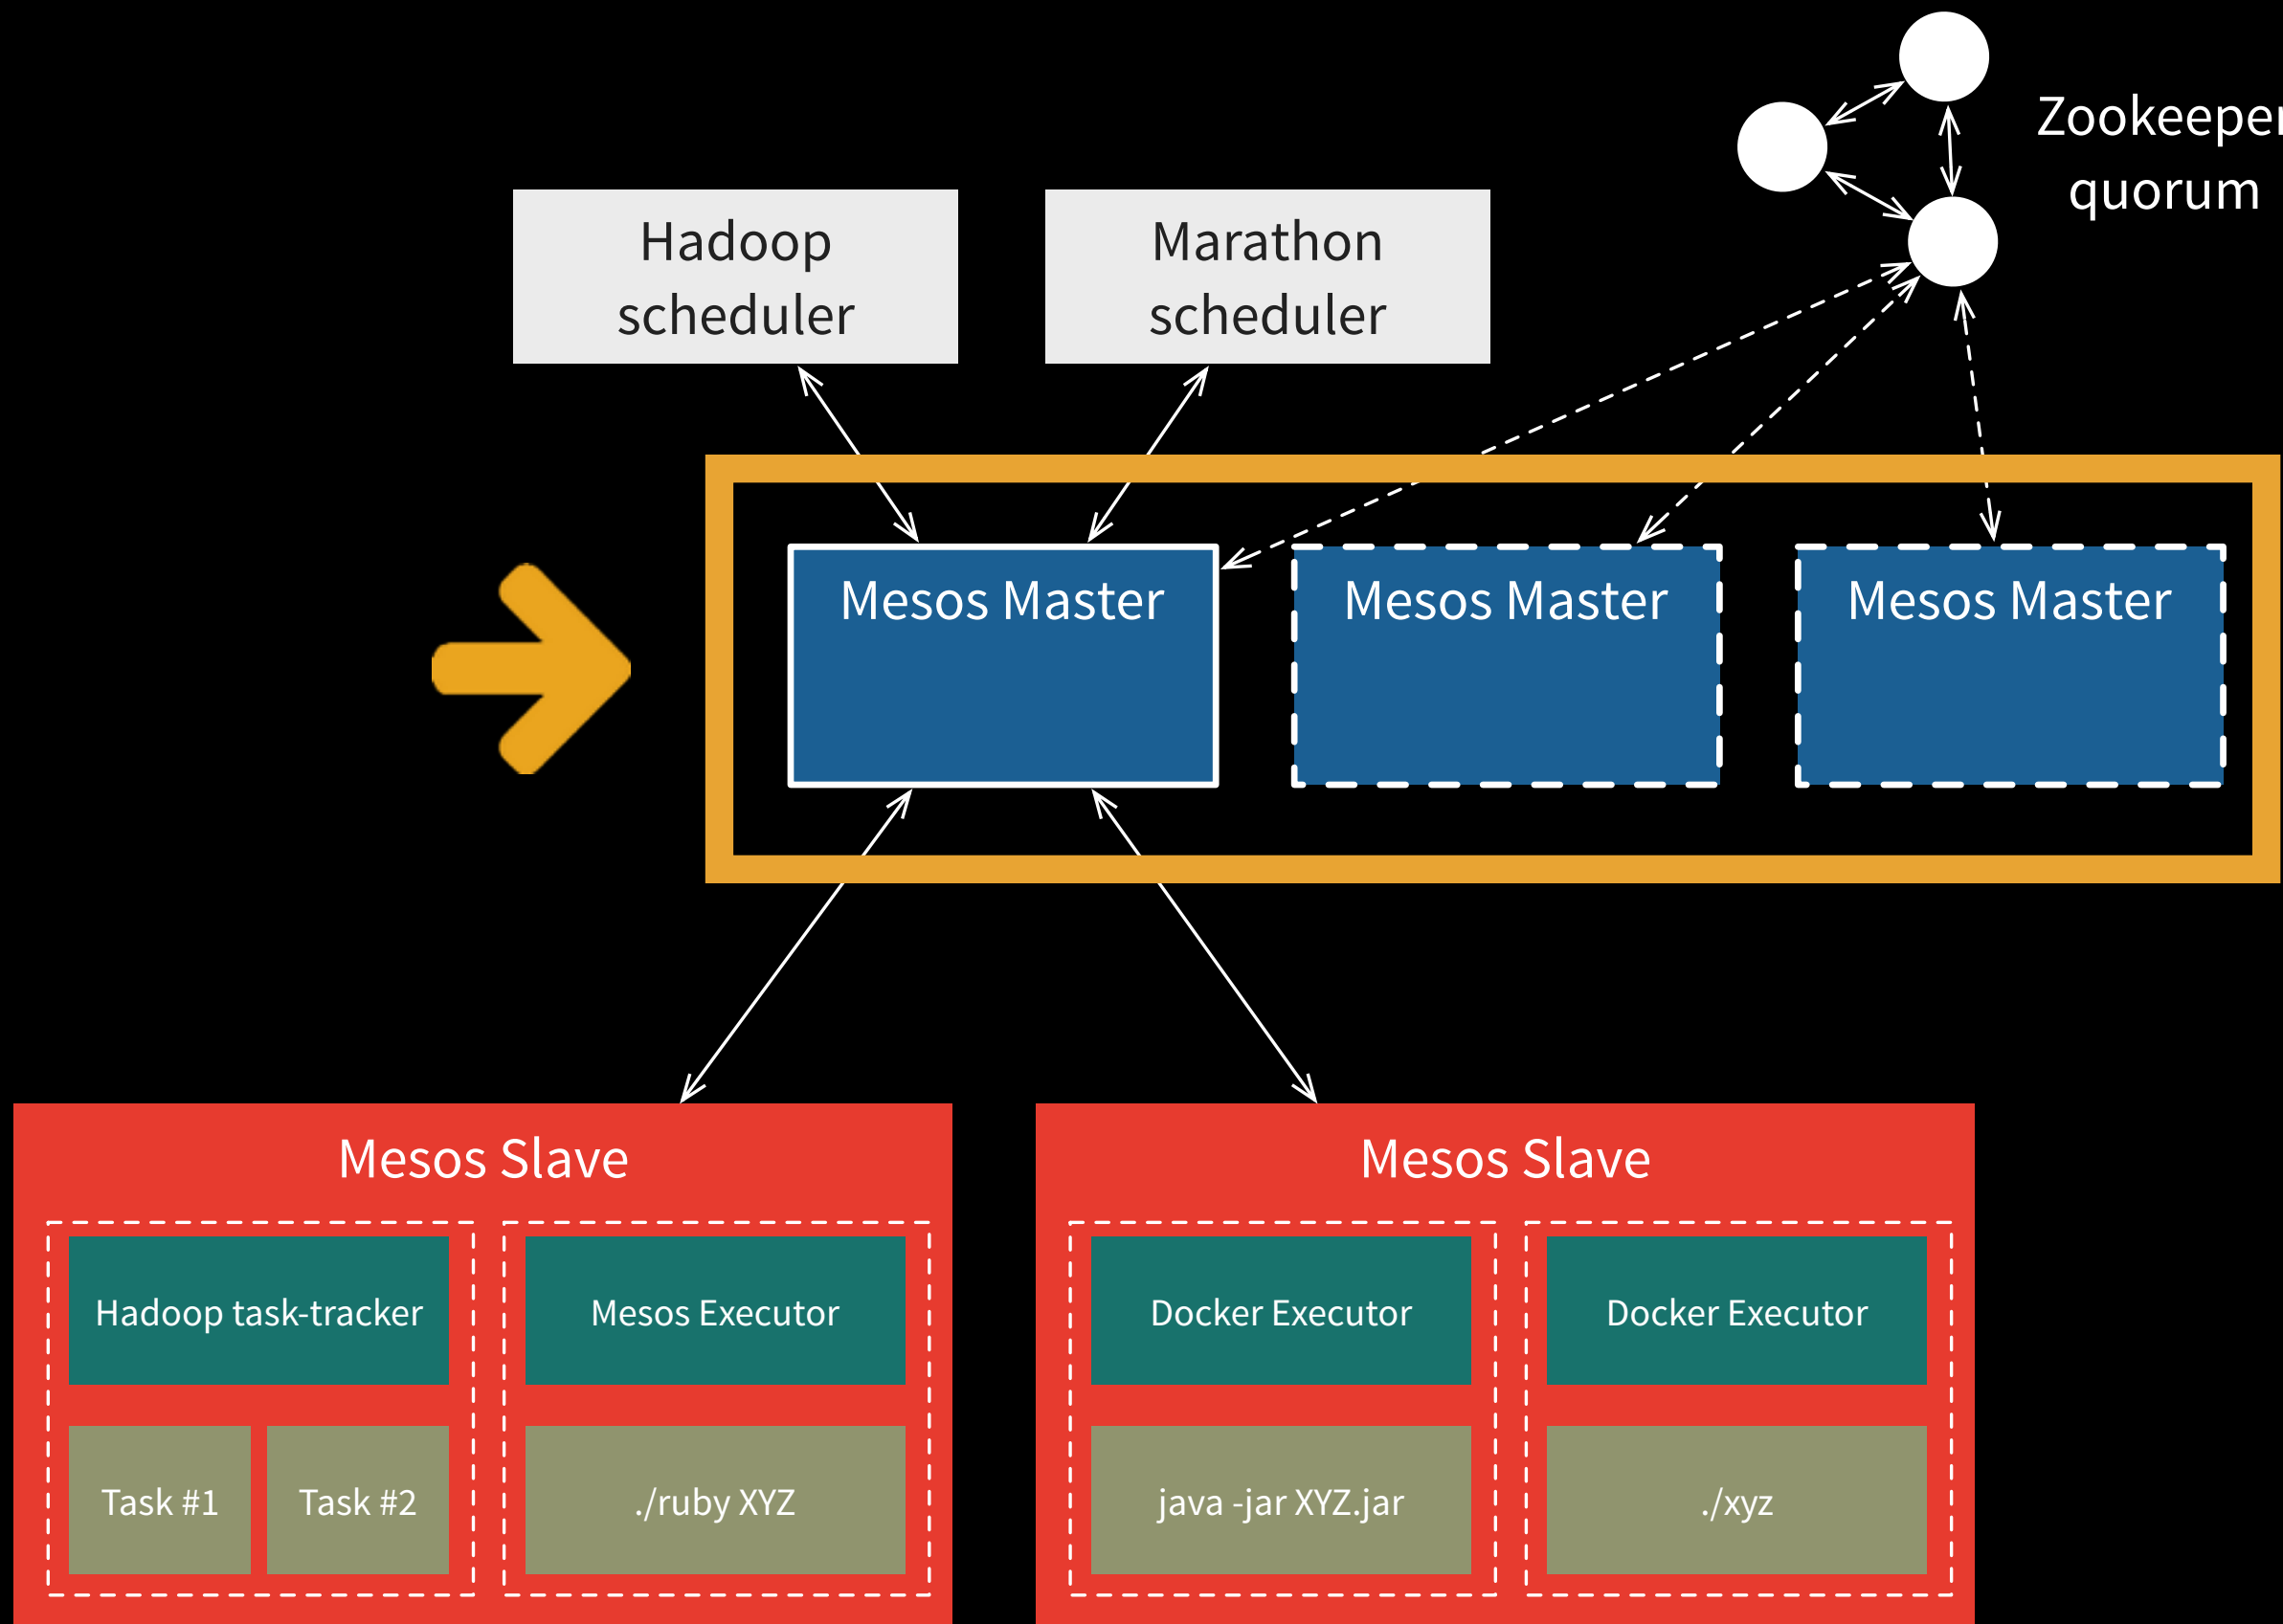 Zookeeper
quorum
Hadoop
scheduler
Marathon
scheduler
Mesos Master
Mesos Master
Mesos Master
Mesos Slave
Mesos Slave
Hadoop task-tracker
Mesos Executor
Docker Executor
Docker Executor
Task #1
Task #2
./ruby XYZ
java -jar XYZ.jar
./xyz